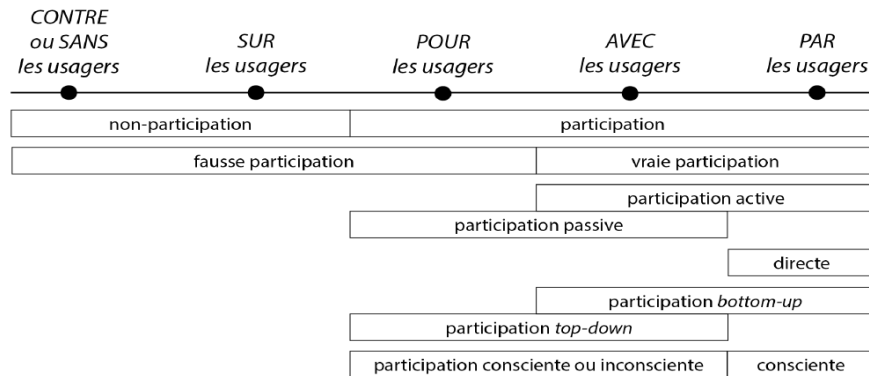 CONTRE
ou SANS
les usagers
SUR
les usagers
POUR
les usagers
AVEC
les usagers
PAR
les usagers
non-participation
participation
fausse participation
vraie participation
participation active
participation passive
directe
participation bottom-up
participation top-down
participation consciente ou inconsciente
consciente